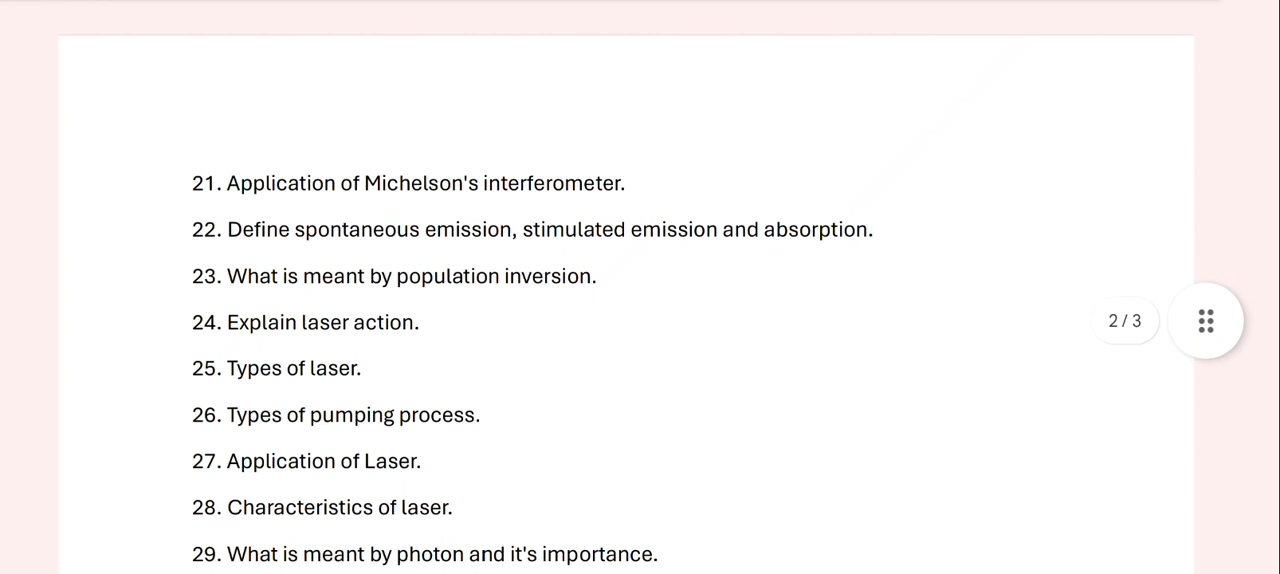 21. Application of Michelson's interferometer.
22. Define spontaneous emission, stimulated emission and absorption.
23. What is meant by population inversion.
24. Explain laser action.
2 / 3
25. Types of laser.
26. Types of pumping process.
27. Application of Laser.
28. Characteristics of laser.
29. What is meant by photon and it's importance.